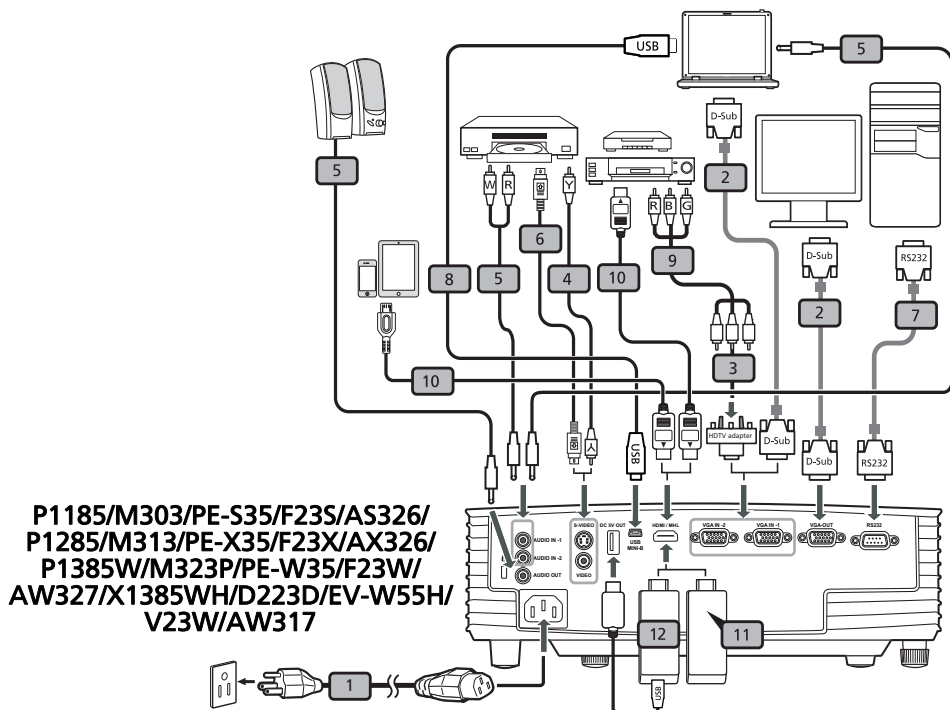 USB
5
D-Sub
5
2
W
R
Y
R
B
G
6
D-Sub
RS232
8
5
4
10
9
2
7
10
3
HDTV adapter
D-Sub
USB
D-Sub
RS232
P1185/M303/PE-S35/F23S/AS326/
P1285/M313/PE-X35/F23X/AX326/
P1385W/M323P/PE-W35/F23W/
AW327/X1385WH/D223D/EV-W55H/
V23W/AW317
AUDIO IN -1
AUDIO IN -2
AUDIO OUT
S-VIDEO
VIDEO
DC 5V OUT
USB
MINI-B
HDMI / MHL
VGA IN -2
VGA IN -1
VGA-OUT
RS232
12
11
1
USB